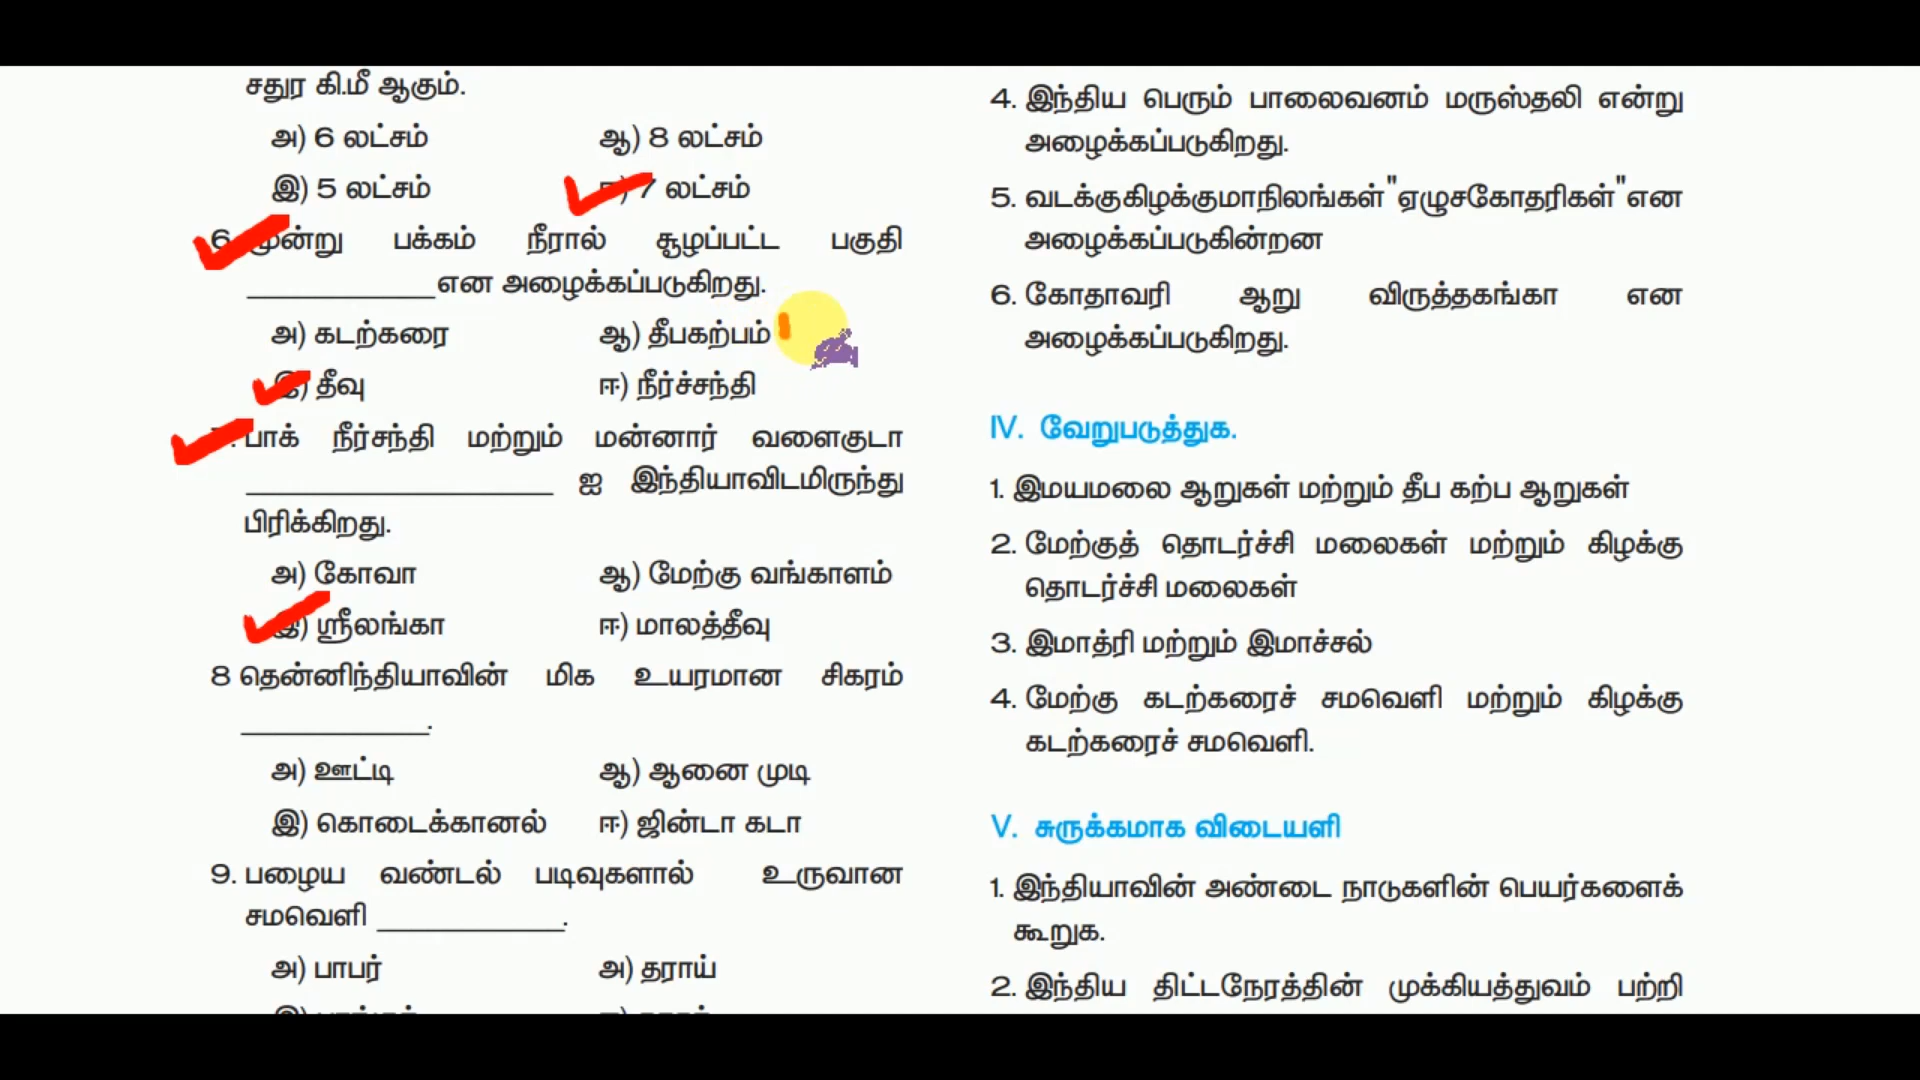 சதுர கி.மீ ஆகும்.
அ) 6 லட்சம்
ஆ) 8 லட்சம்
இ) 5 லட்சம்
7 லட்சம்
6. மூன்று பக்கம் நீரால் சூழப்பட்ட பகுதி
____________என அழைக்கப்படுகிறது.
அ) கடற்கரை
ஆ) தீபகற்பம்
இ) தீவு
ஈ) நீர்ச்சந்தி
7. பாக் நீர்சந்தி மற்றும் மன்னார் வளைகுடா
____________________ ஐ இந்தியாவிடமிருந்து
பிரிக்கிறது.
அ) கோவா
ஆ) மேற்கு வங்காளம்
இ) ஸ்ரீலங்கா
ஈ) மாலத்தீவு
8 தென்னிந்தியாவின் மிக உயரமான சிகரம்
____________.
அ) ஊட்டி
ஆ) ஆனை முடி
இ) கொடைக்கானல்
ஈ) ஜின்டா கடா
9. பழைய வண்டல் படிவுகளால் உருவான
சமவெளி ____________.
அ) பாபர்
அ) தராய்
4. இந்திய பெரும் பாலைவனம் மருஸ்தலி என்று
அழைக்கப்படுகிறது.
5. வடக்குகிழக்குமாநிலங்கள்"ஏழுசகோதரிகள்"என
அழைக்கப்படுகின்றன
6. கோதாவரி ஆறு விருத்தகங்கா என
அழைக்கப்படுகிறது.
IV. வேறுபடுத்துக.
1. இமயமலை ஆறுகள் மற்றும் தீப கற்ப ஆறுகள்
2. மேற்குத் தொடர்ச்சி மலைகள் மற்றும் கிழக்கு
தொடர்ச்சி மலைகள்
3. இமாத்ரி மற்றும் இமாச்சல்
4. மேற்கு கடற்கரைச் சமவெளி மற்றும் கிழக்கு
கடற்கரைச் சமவெளி.
V. சுருக்கமாக விடையளி
1. இந்தியாவின் அண்டை நாடுகளின் பெயர்களைக்
கூறுக.
2. இந்திய திட்டநேரத்தின் முக்கியத்துவம் பற்றி